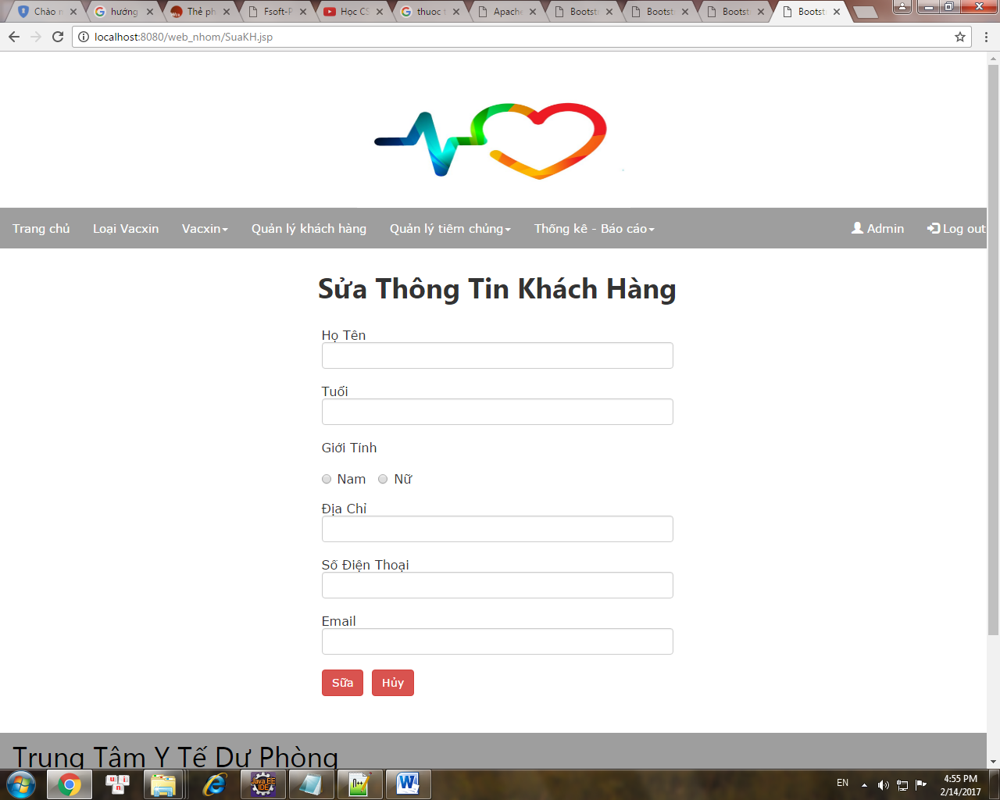 Chào n
hướng
Thẻ ph
Fsoft-P
Học CS
thuoc t
Apache
Bootst
Bootst
Bootst
Bootst
localhost:8080/web_nhom/SuaKH.jsp
Trang chủ Loại Vacxin Vacxin Quản lý khách hàng Quản lý tiêm chủng Thống kê - Báo cáo Admin Log out
Sửa Thông Tin Khách Hàng
Họ Tên
Tuổi
Giới Tính
Nam Nữ
Địa Chỉ
Số Điện Thoại
Email
Sữa Hủy
Trung Tâm Y Tế Dự Phòng
u i n
Java EE IDE
N++
W
EN
4:55 PM
2/14/2017